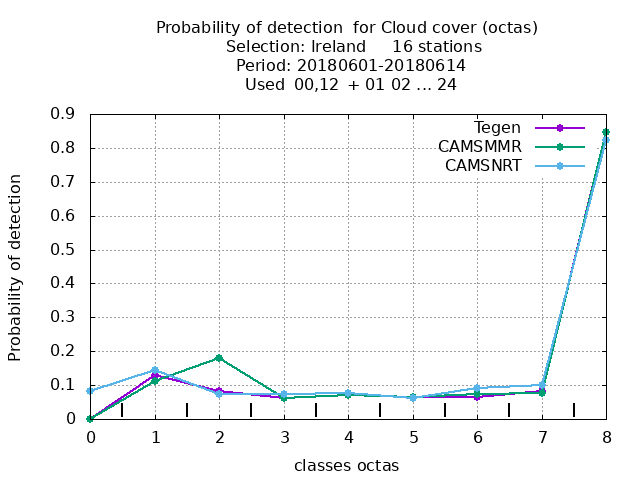 Probability of detection  for Cloud cover (octas)
Selection: Ireland     16 stations
Period: 20180601-20180614
Used  00,12  + 01 02 ... 24
Tegen
CAMSMMR
CAMSNRT
0.9
0.8
0.7
0.6
0.5
0.4
0.3
0.2
0.1
0
Probability of detection
0 1 2 3 4 5 6 7 8
classes octas